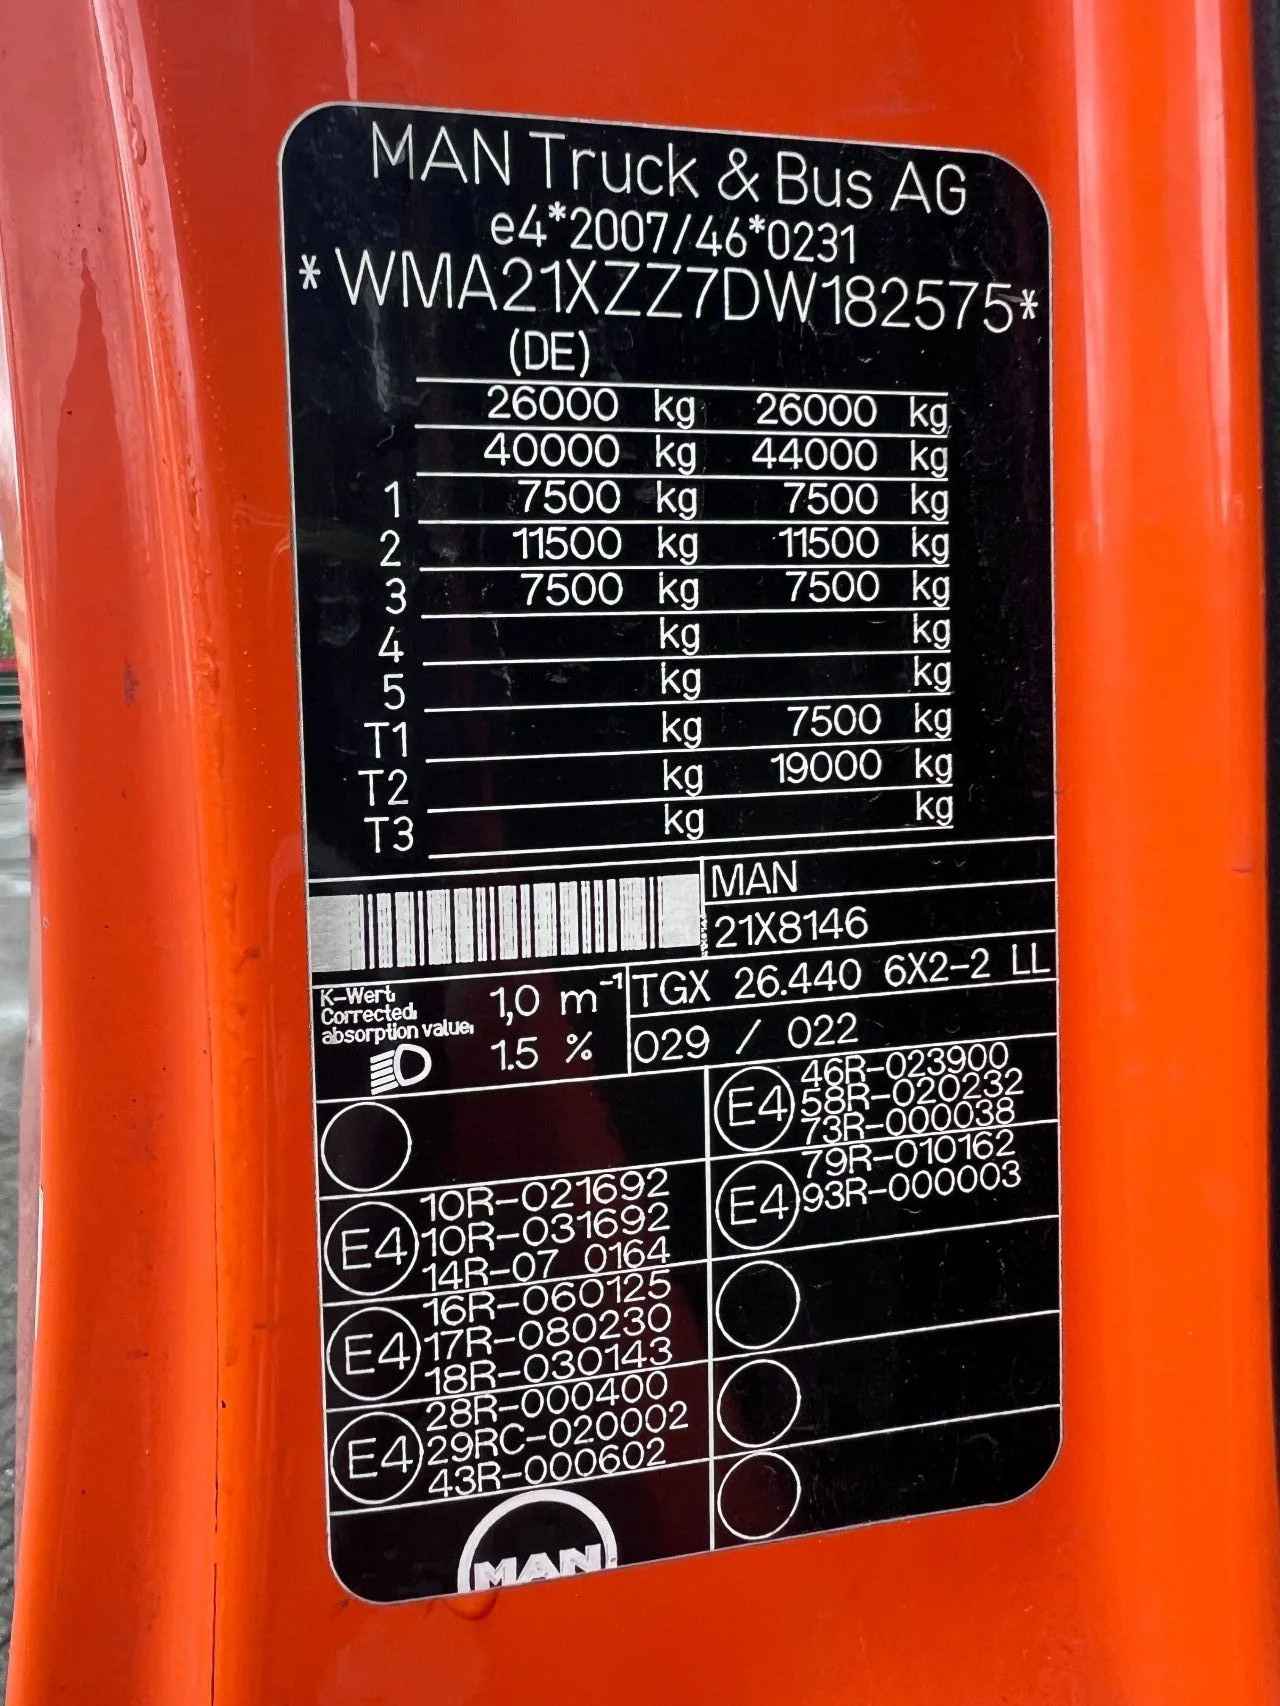 MAN Truck & Bus AG
e4*2007/46*0231
*WMA21XZZ7DW182575*
(DE)
26000 kg 26000 kg
40000 kg 44000 kg
1 7500 kg 7500 kg
2 11500 kg 11500 kg
3 7500 kg 7500 kg
4 kg kg
5 kg kg
T1 kg 7500 kg
T2 kg 19000 kg
T3 kg kg
MAN
21X8146
K-Wert,
Corrected,
absorption value,
1,0 m⁻¹
1.5 %
TGX 26.440 6X2-2 LL
029 / 022
E4
10R-021692
10R-031692
14R-07 0164
E4
16R-060125
17R-080230
18R-030143
E4
28R-000400
29RC-020002
43R-000602
E4
46R-023900
58R-020232
73R-000038
E4
79R-010162
93R-000003
MAN